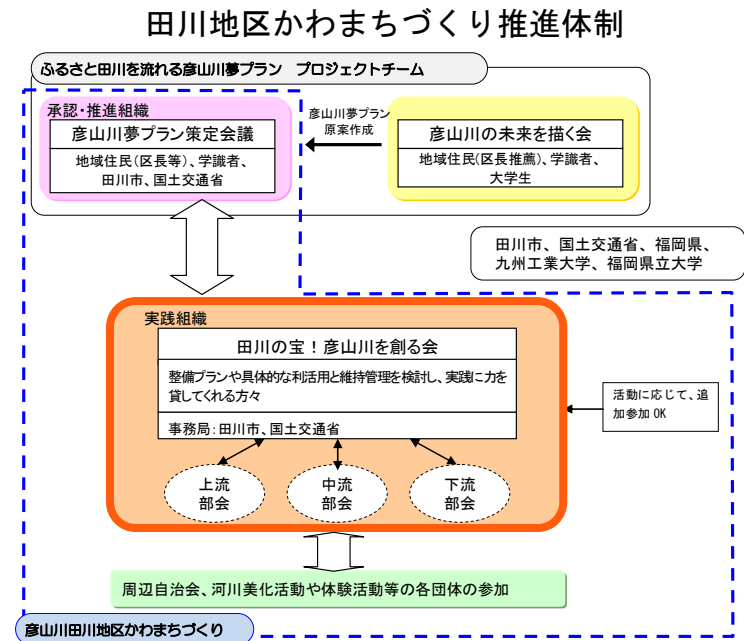 田川地区かわまちづくり推進体制
ふるさと田川を流れる彦山川夢プラン　プロジェクトチーム
承認・推進組織
彦山川夢プラン策定会議
地域住民(区長等)、学識者、
田川市、国土交通省
彦山川夢プラン
原案作成
彦山川の未来を描く会
地域住民(区長推薦)、学識者、
大学生
田川市、国土交通省、福岡県、
九州工業大学、福岡県立大学
実践組織
田川の宝！彦山川を創る会
整備プランや具体的な利活用と維持管理を検討し、実践に力を
貸してくれる方々
事務局：田川市、国土交通省
活動に応じて、追
加参加 OK
上流
部会
中流
部会
下流
部会
周辺自治会、河川美化活動や体験活動等の各団体の参加
彦山川田川地区かわまちづくり